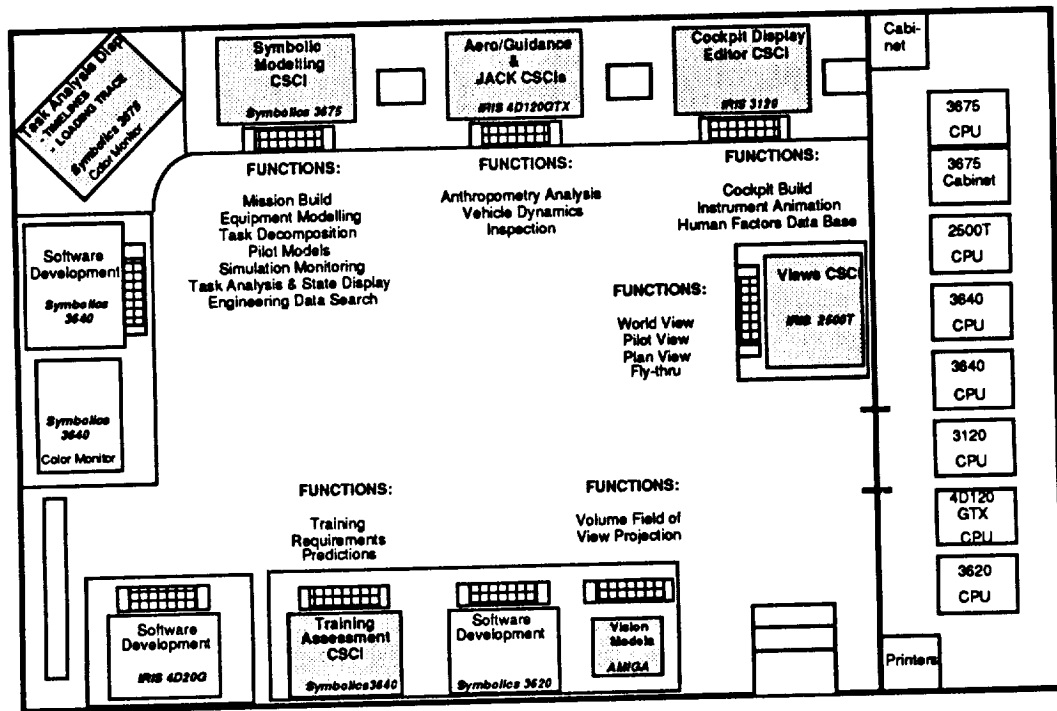 Task Analysis Disp
- TIMELINES
- LOADING TRACE
Symbolics 3675
Color Monitor
Symbolic
Modelling
CSCI
Symbolics 3675
Aero/Guidance
&
JACK CSCIs
IRIS 4D120GTX
Cockpit Display
Editor CSCI
IRIS 3120
Cabi-
net
FUNCTIONS:
Mission Build
Equipment Modelling
Task Decomposition
Pilot Models
Simulation Monitoring
Task Analysis & State Display
Engineering Data Search
FUNCTIONS:
Anthropometry Analysis
Vehicle Dynamics
Inspection
FUNCTIONS:
Cockpit Build
Instrument Animation
Human Factors Data Base
Software
Development
Symbolics
3640
Symbolics
3640
Color Monitor
FUNCTIONS:
World View
Pilot View
Plan View
Fly-thru
Views CSCI
IRIS 2500T
3675
CPU
3675
Cabinet
2500T
CPU
3640
CPU
3640
CPU
3120
CPU
4D120
GTX
CPU
3620
CPU
FUNCTIONS:
Training
Requirements
Predictions
FUNCTIONS:
Volume Field of
View Projection
Software
Development
IRIS 4D20G
Training
Assessment
CSCI
Symbolics3640
Software
Development
Symbolics 3620
Vision
Models
AMIGA
Printers